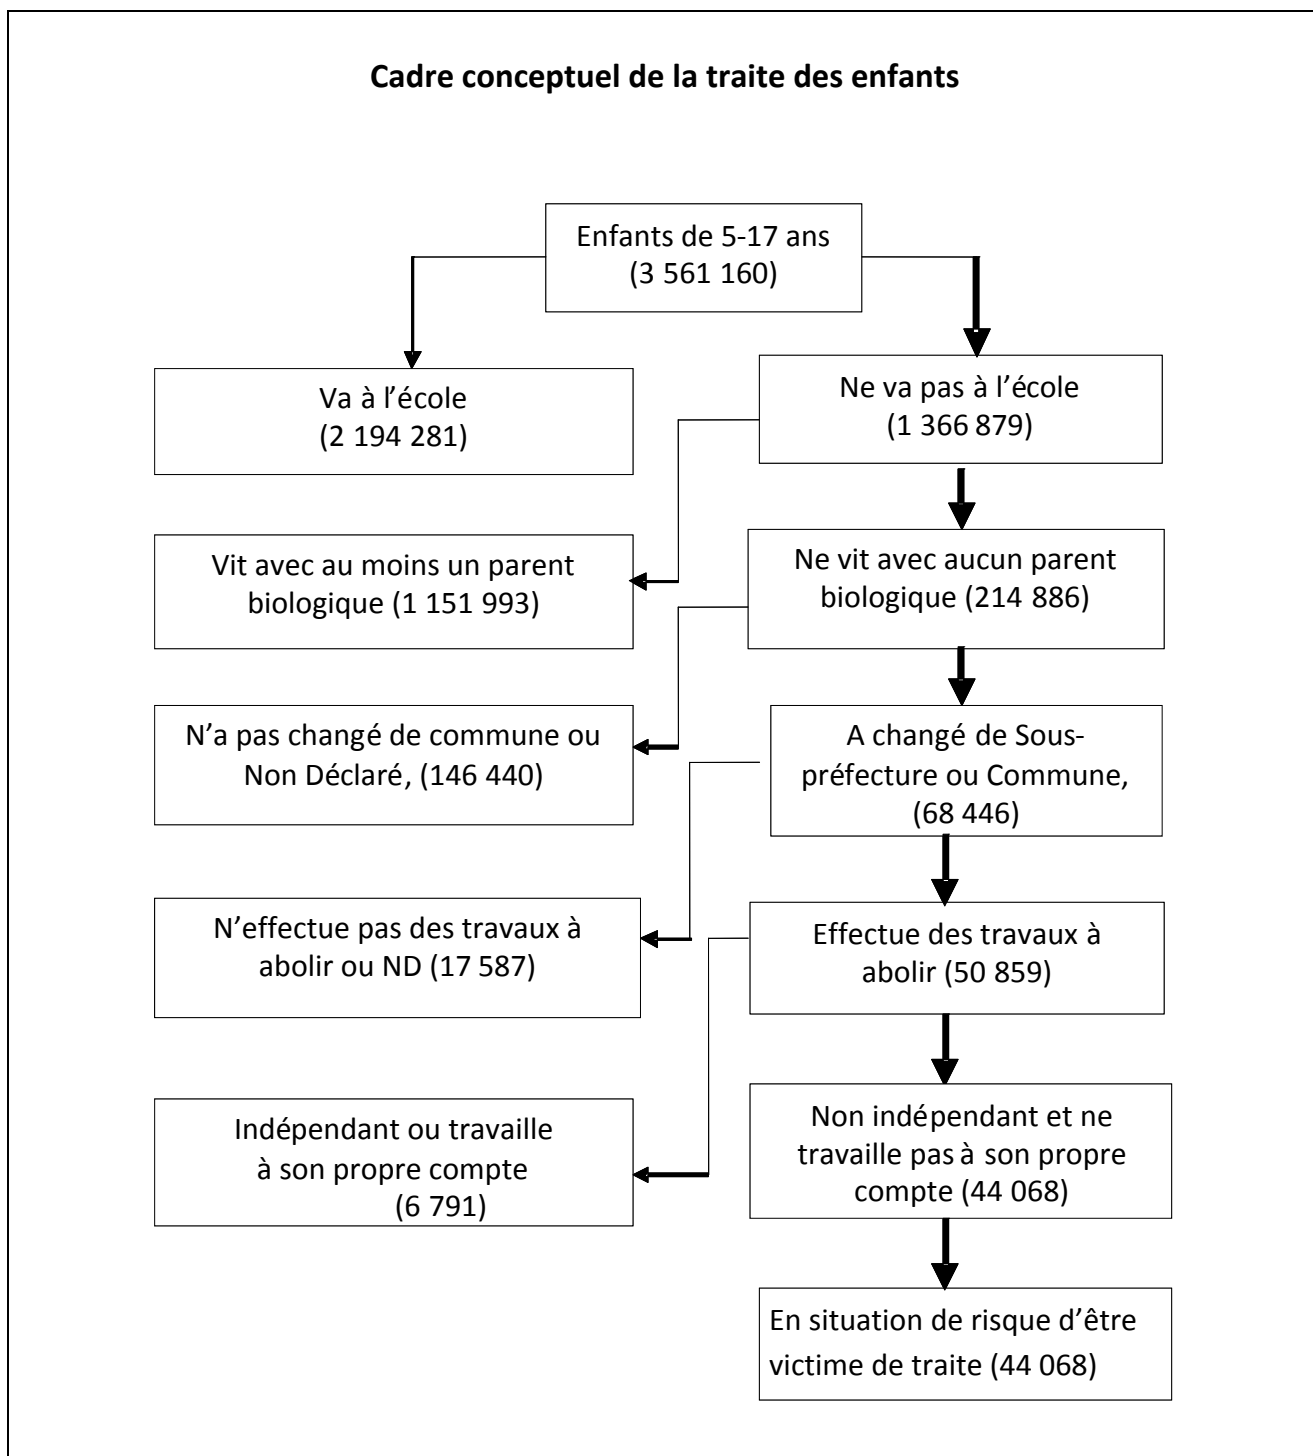 Cadre conceptuel de la traite des enfants
Enfants de 5-17 ans
(3 561 160)
Va à l’école
(2 194 281)
Ne va pas à l’école
(1 366 879)
Vit avec au moins un parent
biologique (1 151 993)
Ne vit avec aucun parent
biologique (214 886)
N’a pas changé de commune ou
Non Déclaré, (146 440)
A changé de Sous-
préfecture ou Commune,
(68 446)
N’effectue pas des travaux à
abolir ou ND (17 587)
Effectue des travaux à
abolir (50 859)
Indépendant ou travaille
à son propre compte
(6 791)
Non indépendant et ne
travaille pas à son propre
compte (44 068)
En situation de risque d’être
victime de traite (44 068)